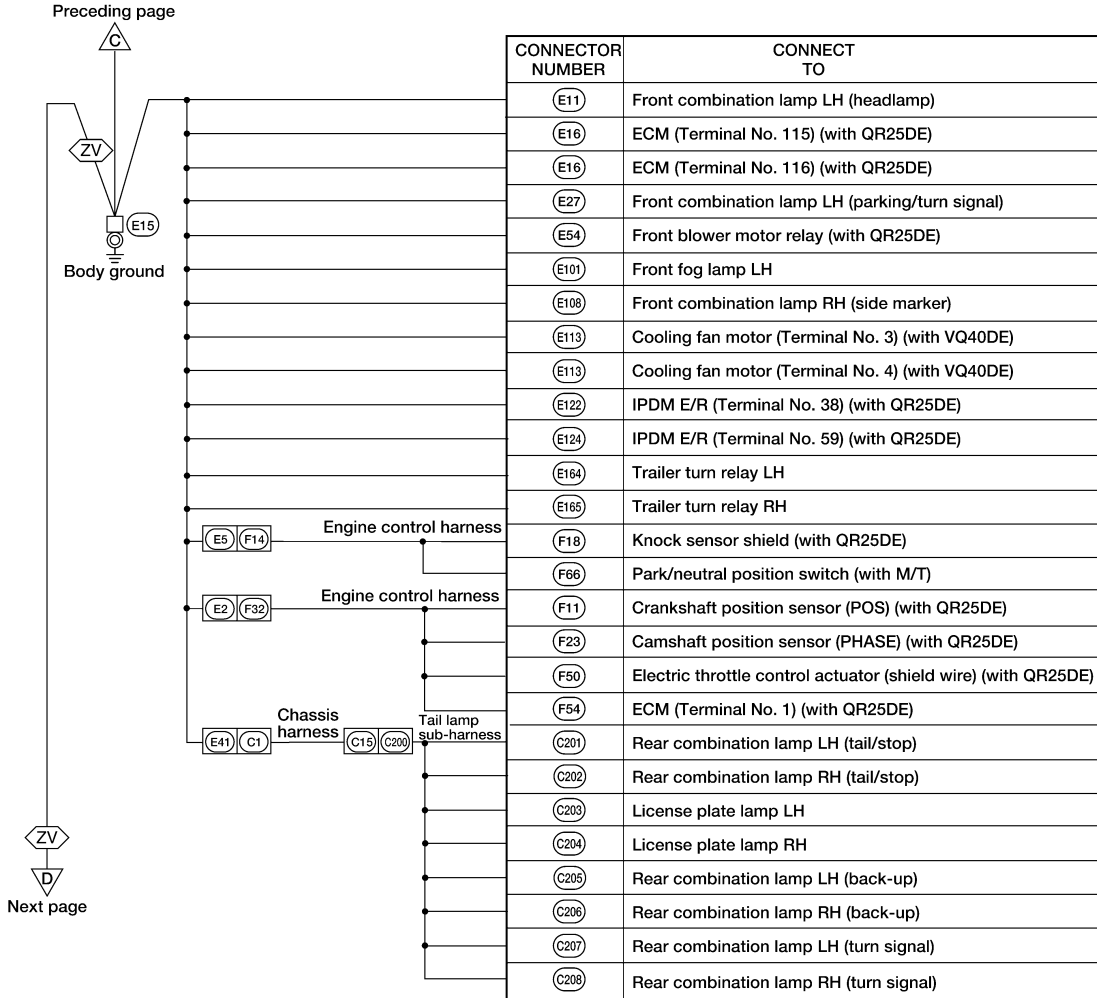 Preceding page
C
ZV
E15
Body ground
CONNECTOR NUMBER CONNECT TO
E11 Front combination lamp LH (headlamp)
E16 ECM (Terminal No. 115) (with QR25DE)
E16 ECM (Terminal No. 116) (with QR25DE)
E27 Front combination lamp LH (parking/turn signal)
E54 Front blower motor relay (with QR25DE)
E101 Front fog lamp LH
E108 Front combination lamp RH (side marker)
E113 Cooling fan motor (Terminal No. 3) (with VQ40DE)
E113 Cooling fan motor (Terminal No. 4) (with VQ40DE)
E122 IPDM E/R (Terminal No. 38) (with QR25DE)
E124 IPDM E/R (Terminal No. 59) (with QR25DE)
E164 Trailer turn relay LH
E165 Trailer turn relay RH
E5 F14 Engine control harness F18 Knock sensor shield (with QR25DE)
F66 Park/neutral position switch (with M/T)
E2 F32 Engine control harness F11 Crankshaft position sensor (POS) (with QR25DE)
F23 Camshaft position sensor (PHASE) (with QR25DE)
F50 Electric throttle control actuator (shield wire) (with QR25DE)
F54 ECM (Terminal No. 1) (with QR25DE)
E41 C1 Chassis harness C15 C200 Tail lamp sub-harness C201 Rear combination lamp LH (tail/stop)
C202 Rear combination lamp RH (tail/stop)
C203 License plate lamp LH
C204 License plate lamp RH
C205 Rear combination lamp LH (back-up)
C206 Rear combination lamp RH (back-up)
C207 Rear combination lamp LH (turn signal)
C208 Rear combination lamp RH (turn signal)
ZV
D
Next page